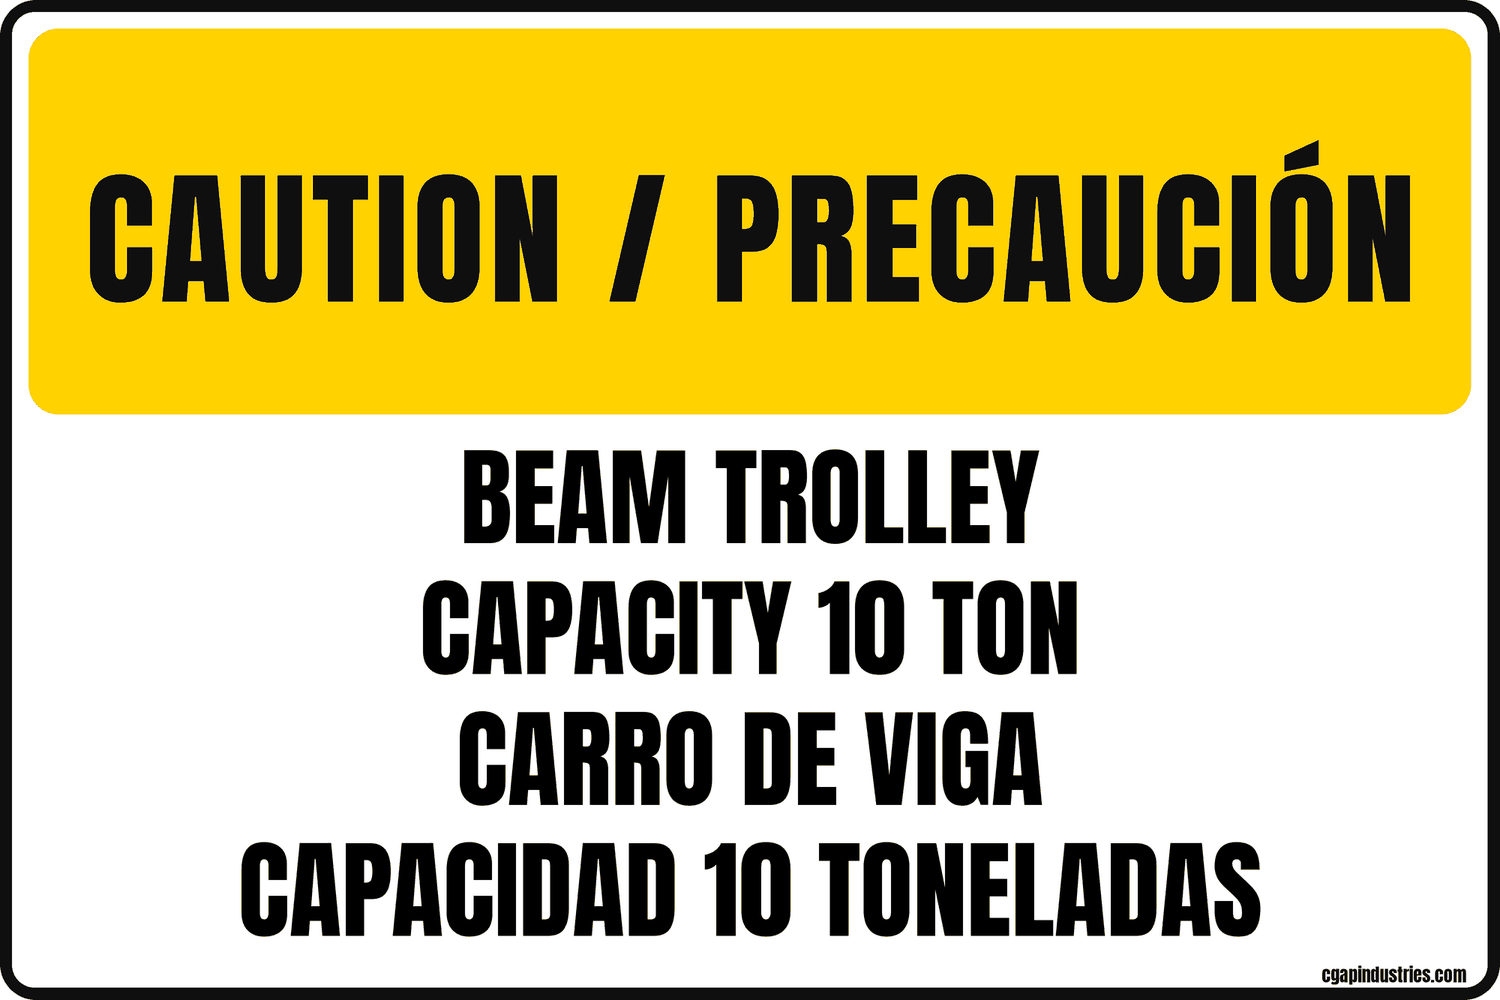 CAUTION / PRECAUCIÓN
BEAM TROLLEY
CAPACITY 10 TON
CARRO DE VIGA
CAPACIDAD 10 TONELADAS
cgapindustries.com